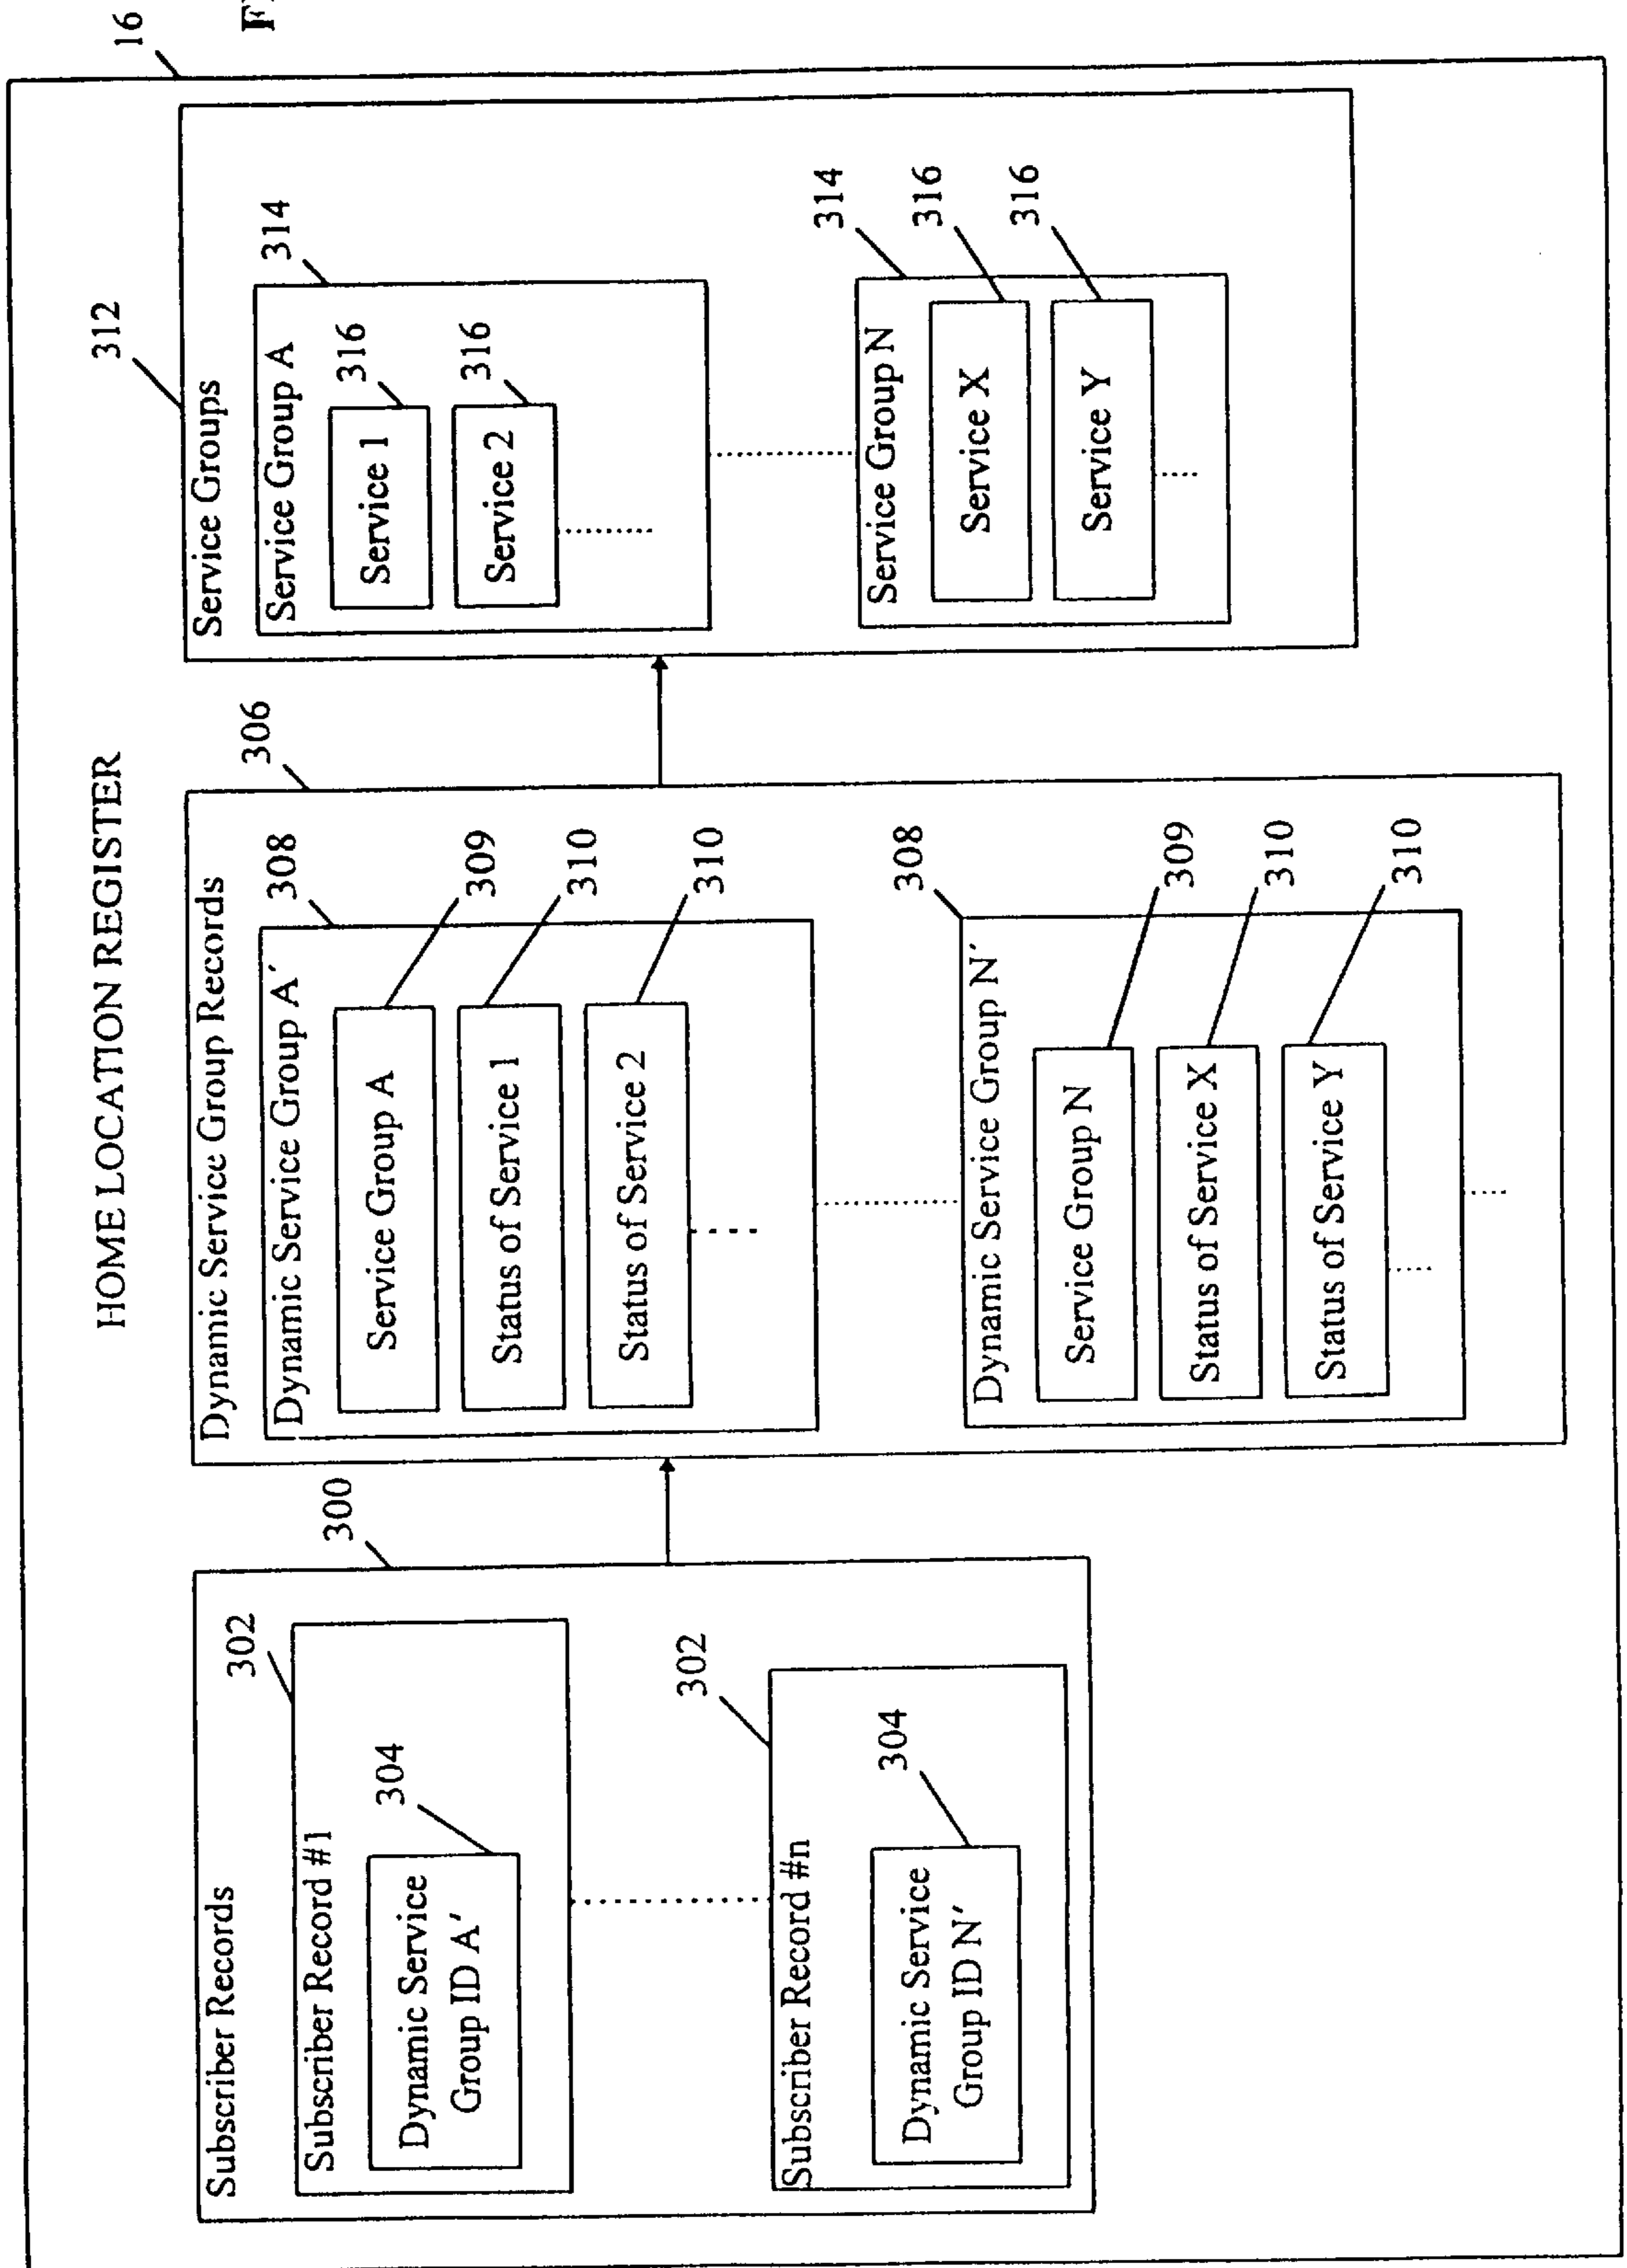 HOME LOCATION REGISTER
16
Subscriber Records
300
Subscriber Record #1
302
Dynamic Service
Group ID A′
304
Subscriber Record #n
302
Dynamic Service
Group ID N′
304
Dynamic Service Group Records
306
Dynamic Service Group A′
308
Service Group A
309
Status of Service 1
310
Status of Service 2
310
Dynamic Service Group N′
308
Service Group N
309
Status of Service X
310
Status of Service Y
310
Service Groups
312
Service Group A
314
Service 1
316
Service 2
316
Service Group N
314
Service X
316
Service Y
316